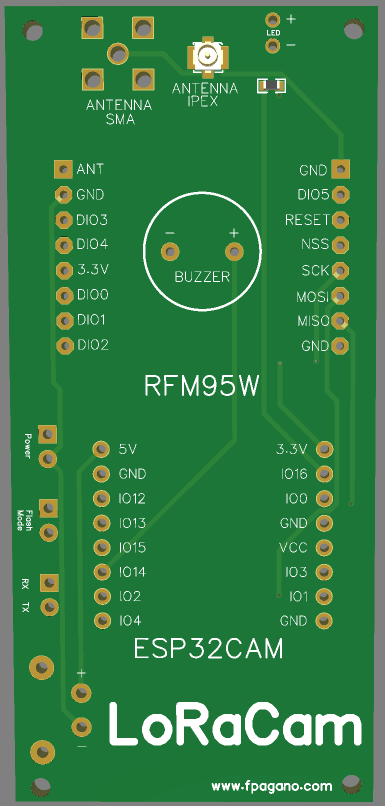 +
LED
−
ANTENNA
SMA
ANTENNA
IPEX
ANT
GND
DIO3
DIO4
3.3V
DIO0
DIO1
DIO2
GND
DIO5
RESET
NSS
SCK
MOSI
MISO
GND
− +
BUZZER
RFM95W
Power
Flash
Mode
RX TX
5V
GND
IO12
IO13
IO15
IO14
IO2
IO4
3.3V
IO16
IO0
GND
VCC
IO3
IO1
GND
ESP32CAM
+
−
LoRaCam
www.fpagano.com